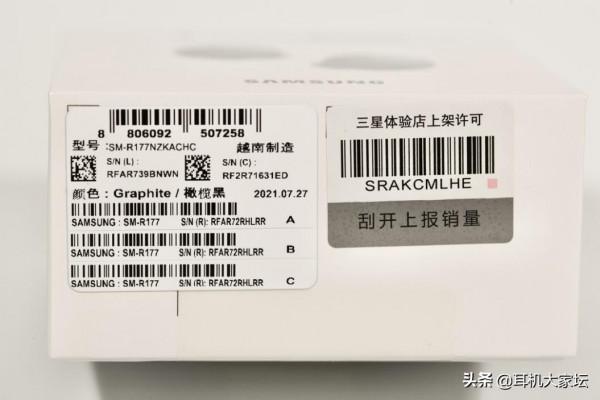 SAMSUNG
8 806092 507258
型号:SM-R177NZKACHC 越南制造
S/N (L) : S/N (C) :
RFAR739BNWN RF2R71631ED
颜色:Graphite / 橄榄黑 2021.07.27
SAMSUNG : SM-R177 S/N (R): RFAR72RHLRR A
SAMSUNG : SM-R177 S/N (R): RFAR72RHLRR B
SAMSUNG : SM-R177 S/N (R): RFAR72RHLRR C
三星体验店上架许可
SRAKCMLHE
刮开上报销量
头条 @耳机大家坛